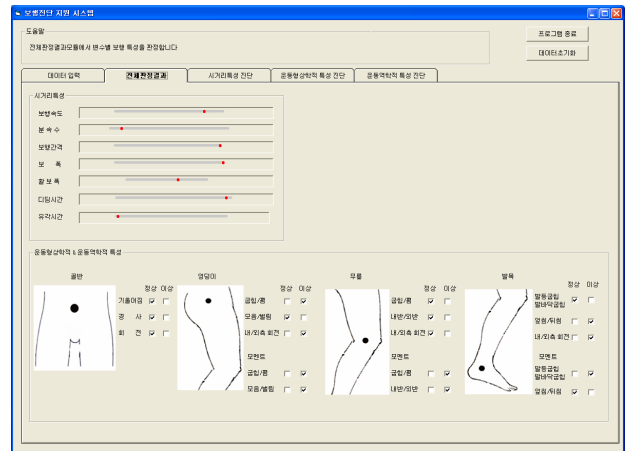 보행진단 지원 시스템
도움말
전체판정결과모듈에서 변수별 보행 특성을 판정합니다
프로그램 종료
데이터초기화
데이터 입력 전체판정결과 시거리특성 진단 운동형상학적 특성 진단 운동역학적 특성 진단
시거리특성
보행속도
분 속 수
보행간격
보 폭
활 보 폭
디딤시간
유각시간
운동형상학적 & 운동역학적 특성
골반
정상 이상
기울어짐
경 사
회 전
엉덩이
정상 이상
굽힘/폄
모음/벌림
내/외측 회전
모멘트
굽힘/폄
모음/벌림
무릎
정상 이상
굽힘/폄
내반/외반
내/외측 회전
모멘트
굽힘/폄
내반/외반
발목
정상 이상
발등굽힘
발바닥굽힘
엎침/뒤침
내/외측 회전
모멘트
발등굽힘
발바닥굽힘
엎침/뒤침